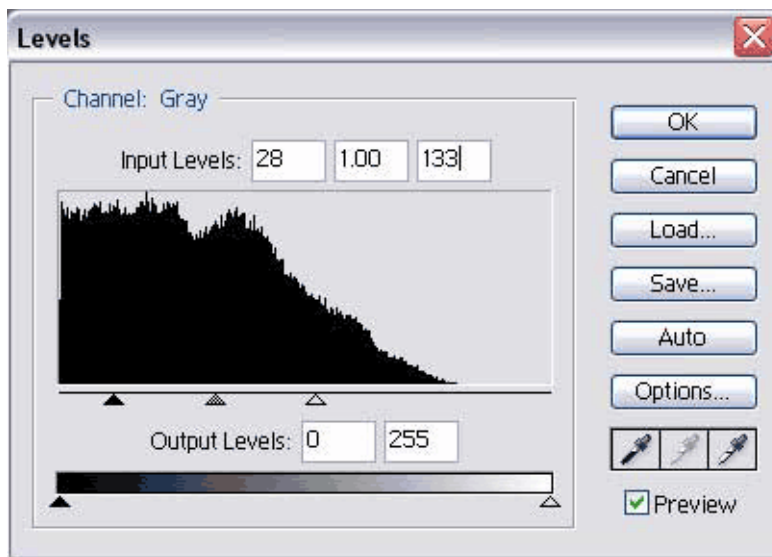 Levels
Channel: Gray
Input Levels: 28 1.00 133
Output Levels: 0 255
OK
Cancel
Load...
Save...
Auto
Options...
Preview